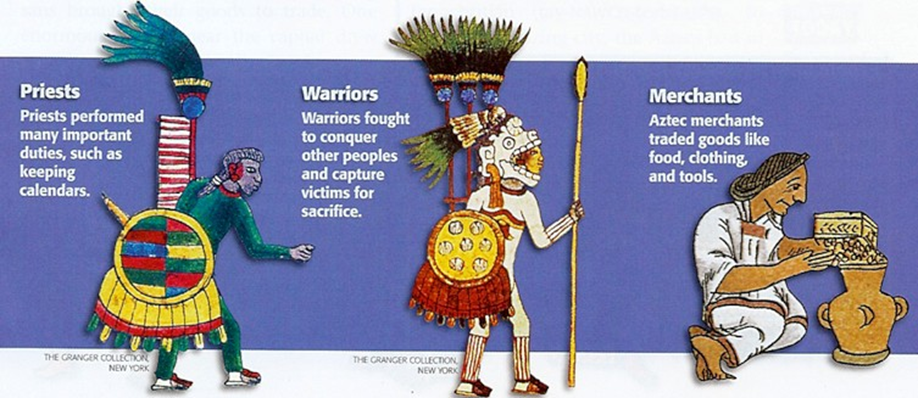 Priests
Priests performed
many important
duties, such as
keeping
calendars.
THE GRANGER COLLECTION,
NEW YORK
Warriors
Warriors fought
to conquer
other peoples
and capture
victims for
sacrifice.
THE GRANGER COLLECTION,
NEW YORK
Merchants
Aztec merchants
traded goods like
food, clothing,
and tools.